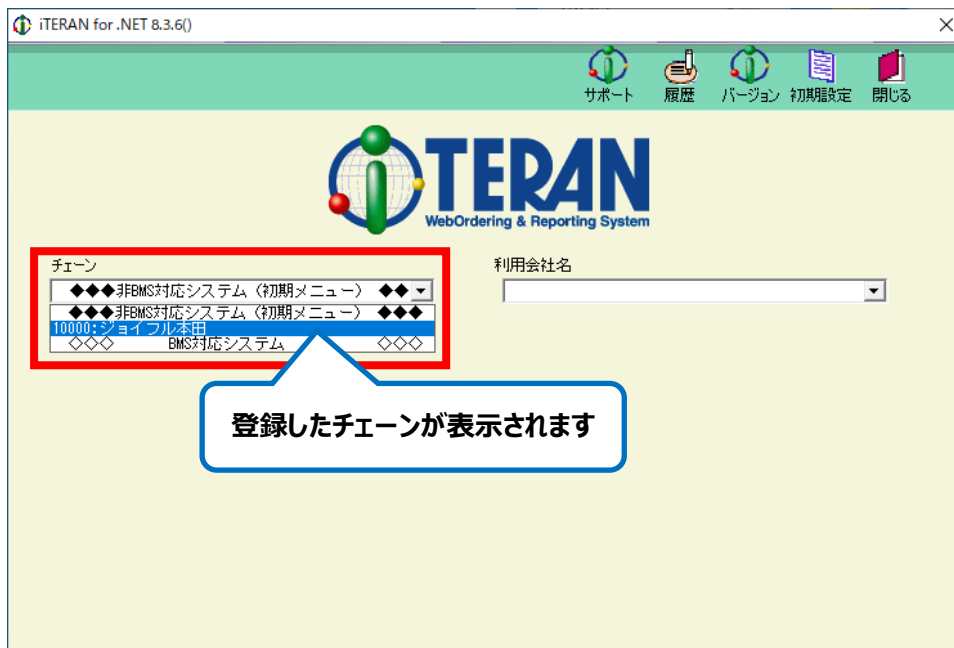 iTERAN for .NET 8.3.6()
サポート 履歴 バージョン 初期設定 閉じる
iTERAN
WebOrdering & Reporting System
チェーン 利用会社名
◆◆◆非BMS対応システム（初期メニュー） ◆◆
◆◆◆非BMS対応システム（初期メニュー） ◆◆◆
10000:ジョイフル本田
◇◇◇ BMS対応システム ◇◇◇
登録したチェーンが表示されます